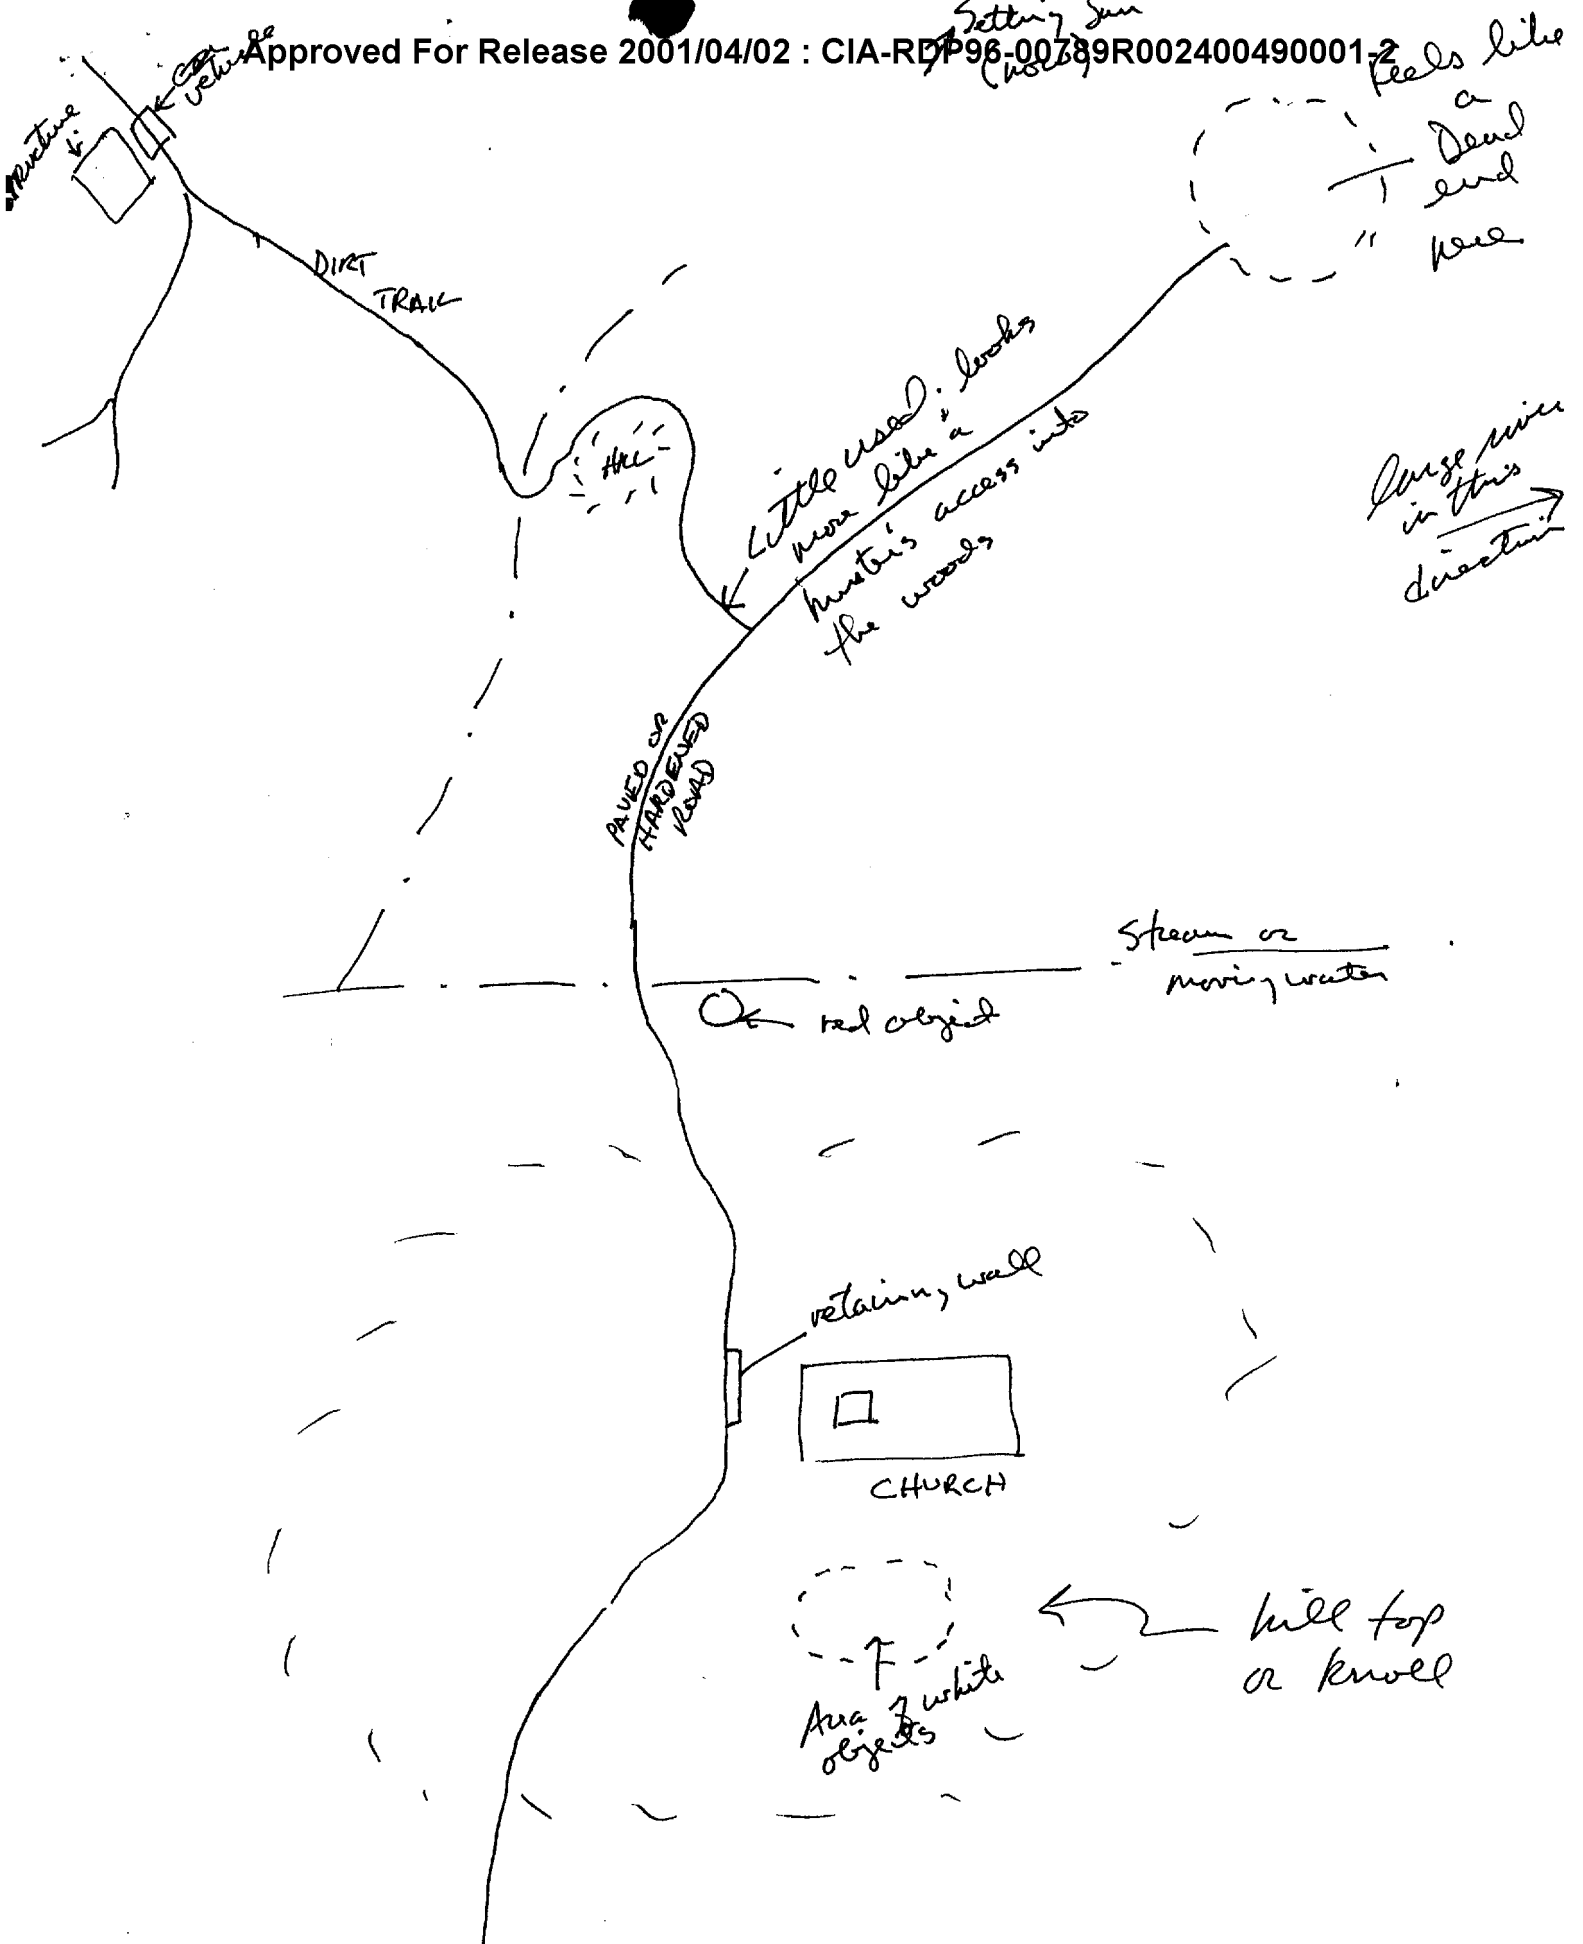 Setting Sun
Approved For Release 2001/04/02 : CIA-RDP96-00789R002400490001-2
vehicle
structure
Feels like
a
Dead
end
here
DIRT
TRAIL
HILL
Little used; looks
more like a
hunter's access into
the woods
large river
in this
direction
PAVED OR
HARDENED
ROAD
Stream or
moving water
red object
retaining wall
CHURCH
hill top
or knoll
Area of white
objects